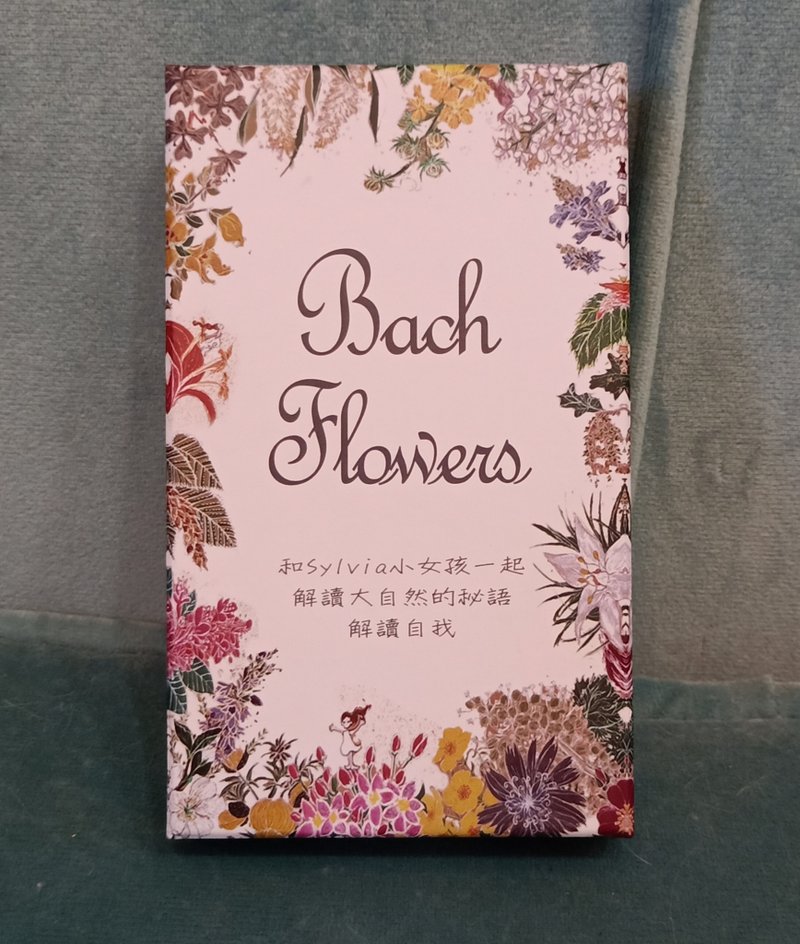 Bach
Flowers
和Sylvia小女孩一起
解讀大自然的秘語
解讀自我